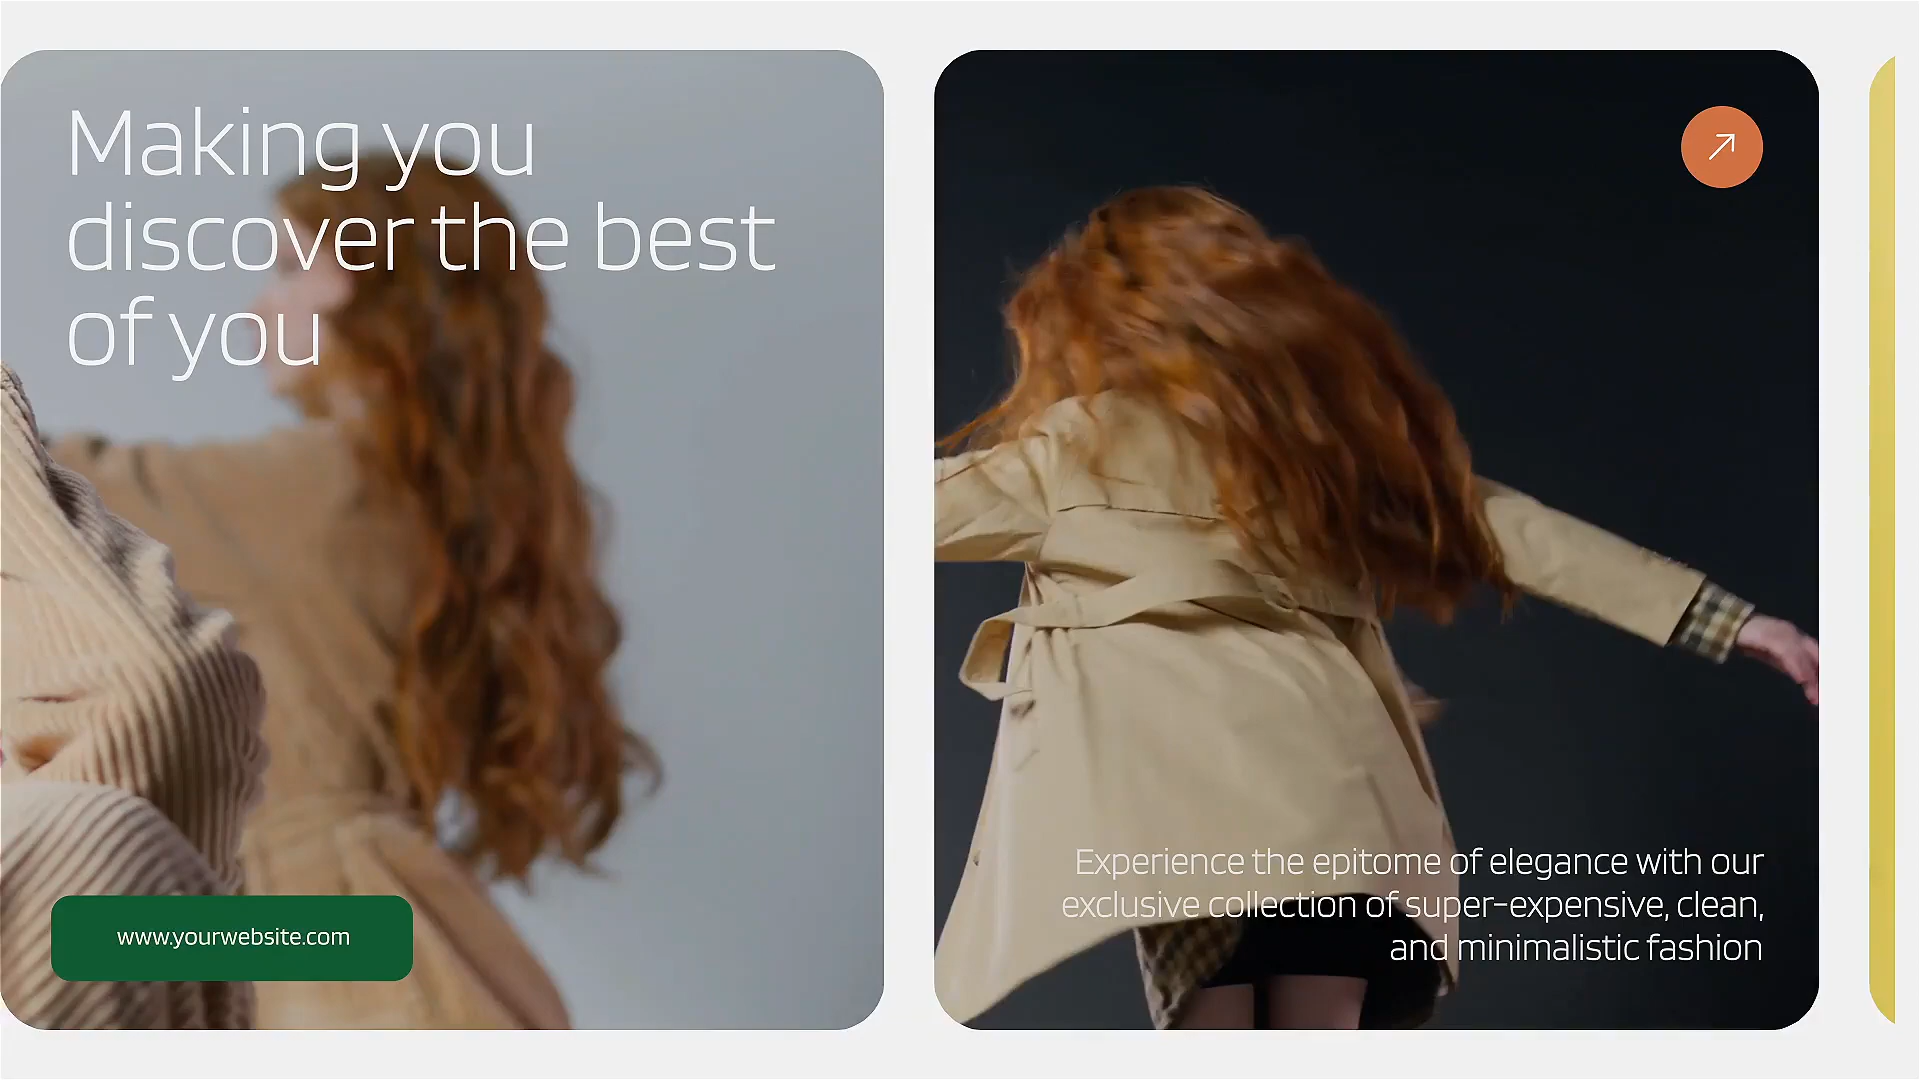 Making you
discover the best
of you
www.yourwebsite.com
Experience the epitome of elegance with our
exclusive collection of super-expensive, clean,
and minimalistic fashion